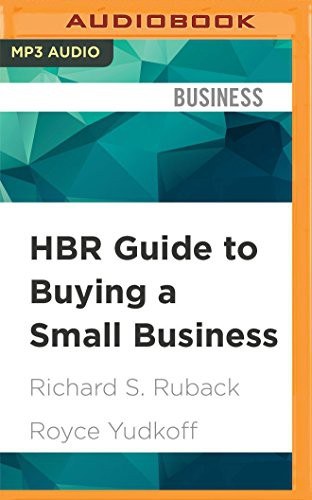 AUDIOBOOK
MP3 AUDIO
BUSINESS
HBR Guide to
Buying a
Small Business
Richard S. Ruback
Royce Yudkoff